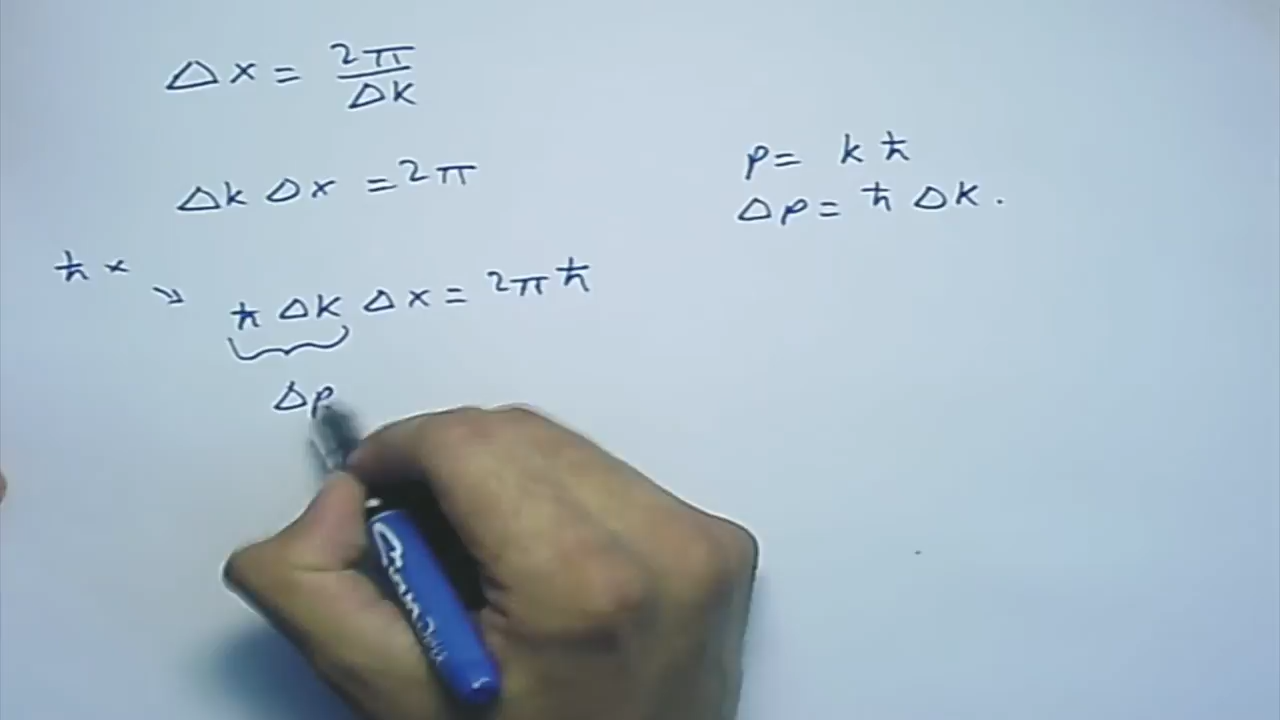 Δx = 2π/Δk
Δk Δx = 2π
ħ ×
ħ Δk Δx = 2π ħ
Δp
p = k ħ
Δp = ħ Δk.